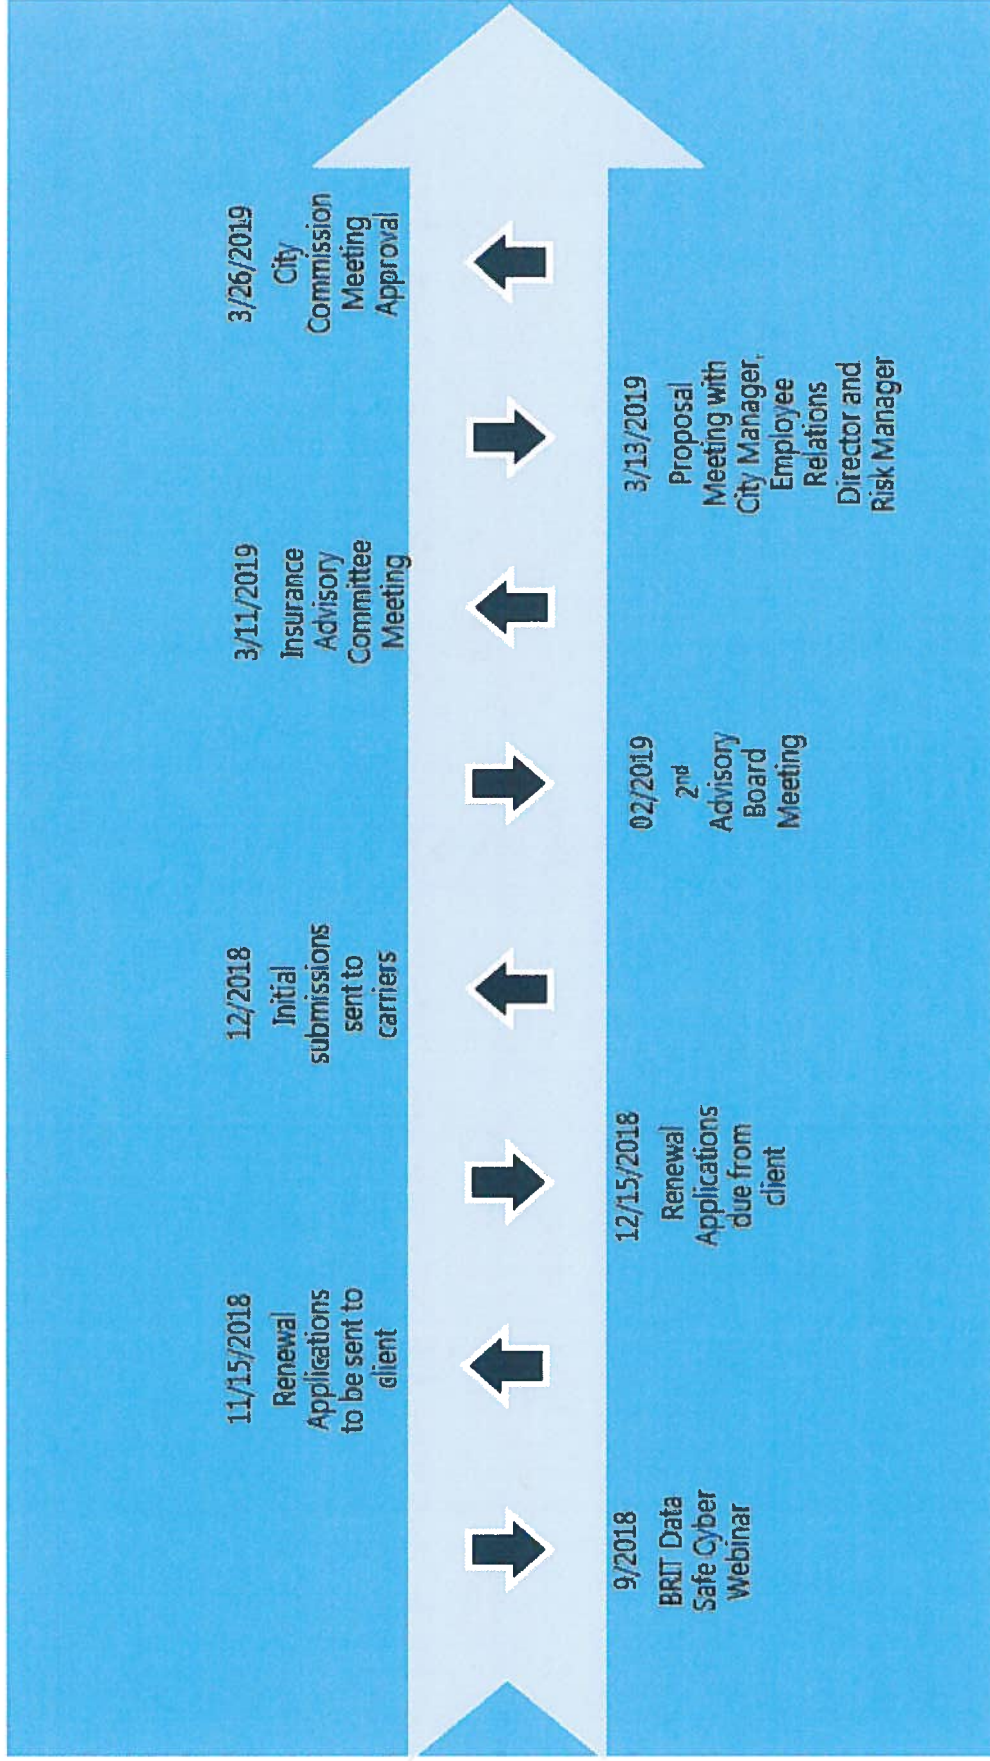 9/2018
BRIT Data
Safe Cyber
Webinar
11/15/2018
Renewal
Applications
to be sent to
client
12/15/2018
Renewal
Applications
due from
client
12/2018
Initial
submissions
sent to
carriers
02/2019
2nd
Advisory
Board
Meeting
3/11/2019
Insurance
Advisory
Committee
Meeting
3/13/2019
Proposal
Meeting with
City Manager,
Employee
Relations
Director and
Risk Manager
3/26/2019
City
Commission
Meeting
Approval